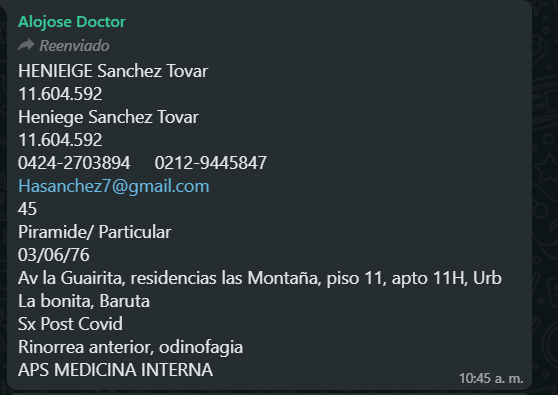 Alojose Doctor
Reenviado
HENIEIGE Sanchez Tovar
11.604.592
Heniege Sanchez Tovar
11.604.592
0424-2703894 0212-9445847
Hasanchez7@gmail.com
45
Piramide/ Particular
03/06/76
Av la Guairita, residencias las Montaña, piso 11, apto 11H, Urb
La bonita, Baruta
Sx Post Covid
Rinorrea anterior, odinofagia
APS MEDICINA INTERNA
10:45 a. m.